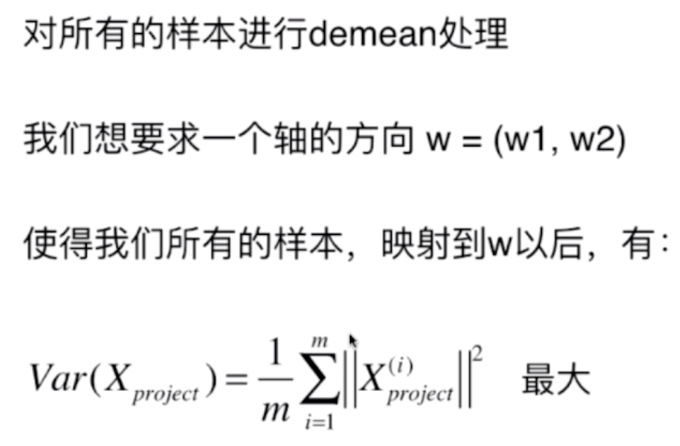 对所有的样本进行demean处理
我们想要求一个轴的方向 w = (w1, w2)
使得我们所有的样本，映射到w以后，有：
Var(X_{project}) = \frac{1}{m} \sum_{i=1}^{m} \left\| X_{project}^{(i)} \right\|^2 最大